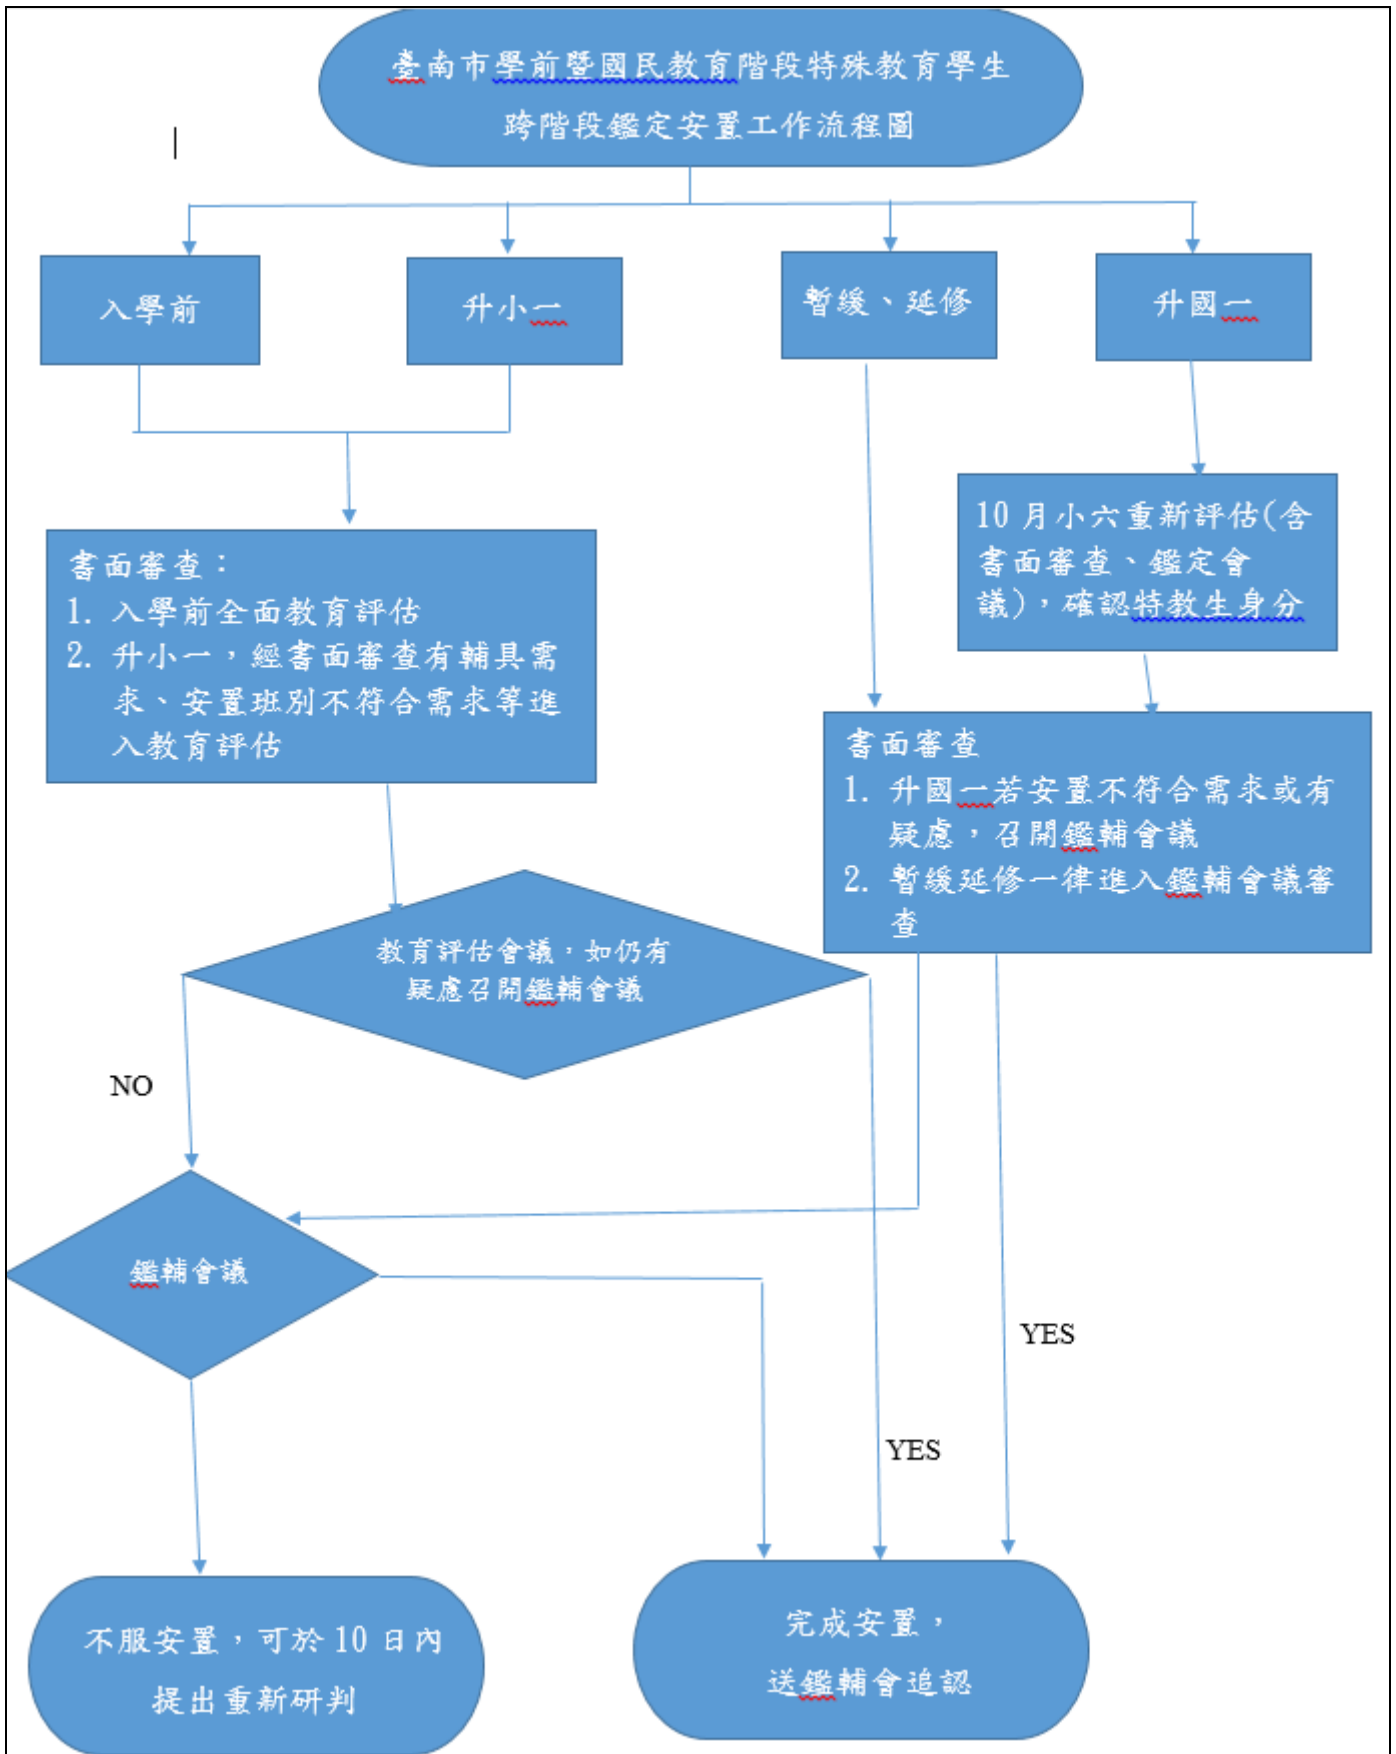 臺南市學前暨國民教育階段特殊教育學生
跨階段鑑定安置工作流程圖
入學前
升小一
暫緩、延修
升國一
10 月小六重新評估(含
書面審查、鑑定會
議)，確認特教生身分
書面審查：
1. 入學前全面教育評估
2. 升小一，經書面審查有輔具需
求、安置班別不符合需求等進
入教育評估
書面審查
1. 升國一若安置不符合需求或有
疑慮，召開鑑輔會議
2. 暫緩延修一律進入鑑輔會議審
查
教育評估會議，如仍有
疑慮召開鑑輔會議
NO
鑑輔會議
YES
YES
不服安置，可於 10 日內
提出重新研判
完成安置，
送鑑輔會追認